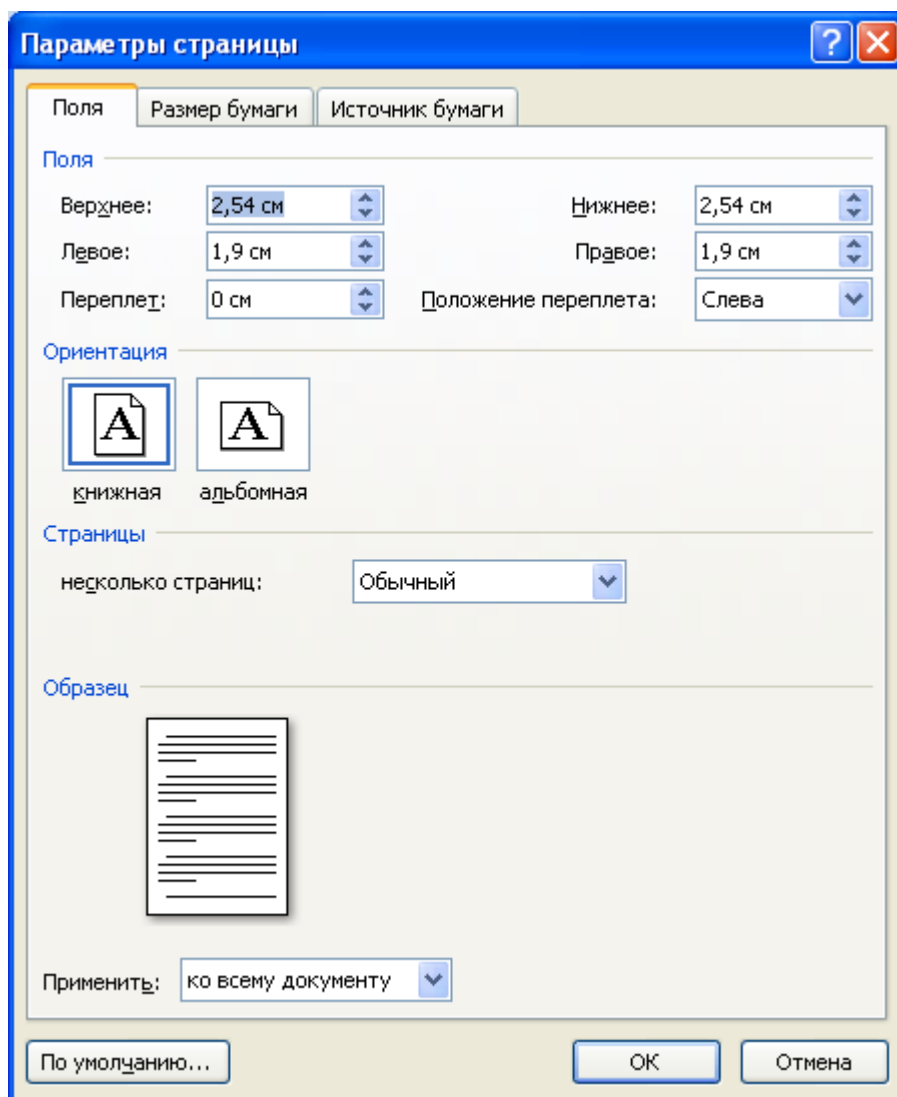 Параметры страницы
Поля Размер бумаги Источник бумаги
Поля
Верхнее: 2,54 см Нижнее: 2,54 см
Левое: 1,9 см Правое: 1,9 см
Переплет: 0 см Положение переплета: Слева
Ориентация
A A
книжная альбомная
Страницы
несколько страниц: Обычный
Образец
Применить: ко всему документу
По умолчанию... ОК Отмена